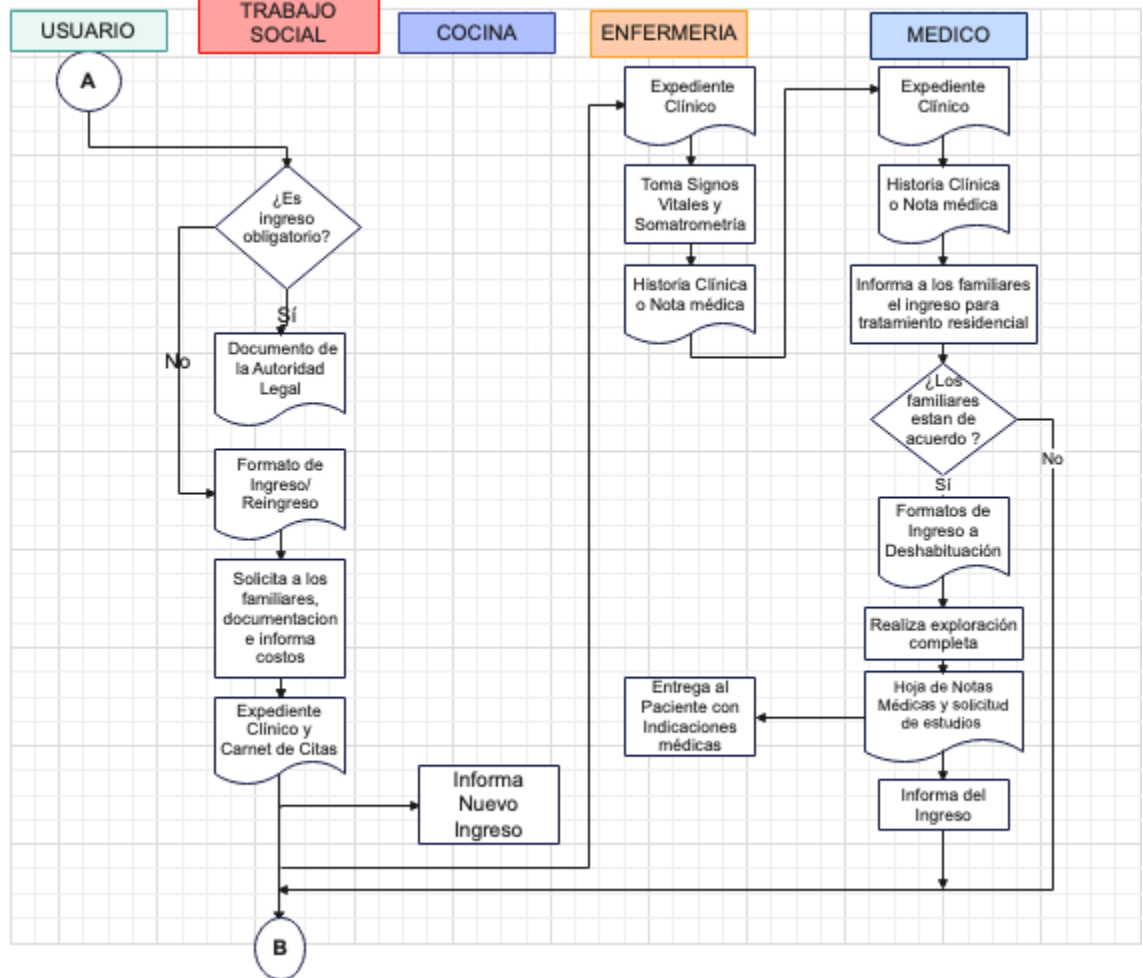 USUARIO
TRABAJO
SOCIAL
COCINA
ENFERMERIA
MEDICO
A
¿Es
ingreso
obligatorio?
Sí
No
Documento de
la Autoridad
Legal
Formato de
Ingreso/
Reingreso
Solicita a los
familiares,
documentacion
e informa
costos
Expediente
Clínico y
Carnet de Citas
Informa
Nuevo
Ingreso
B
Expediente
Clínico
Toma Signos
Vitales y
Somatrometría
Historia Clínica
o Nota médica
Entrega al
Paciente con
Indicaciones
médicas
Expediente
Clínico
Historia Clínica
o Nota médica
Informa a los familiares
el ingreso para
tratamiento residencial
¿Los
familiares
estan de
acuerdo ?
No
Sí
Formatos de
Ingreso a
Deshabituación
Realiza exploración
completa
Hoja de Notas
Médicas y solicitud
de estudios
Informa del
Ingreso